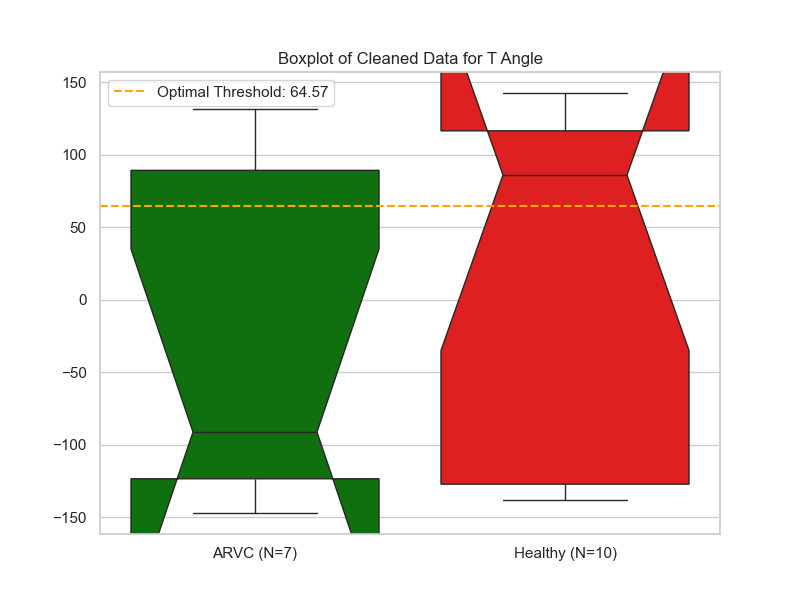 Boxplot of Cleaned Data for T Angle
Optimal Threshold: 64.57
150
100
50
0
−50
−100
−150
ARVC (N=7)
Healthy (N=10)